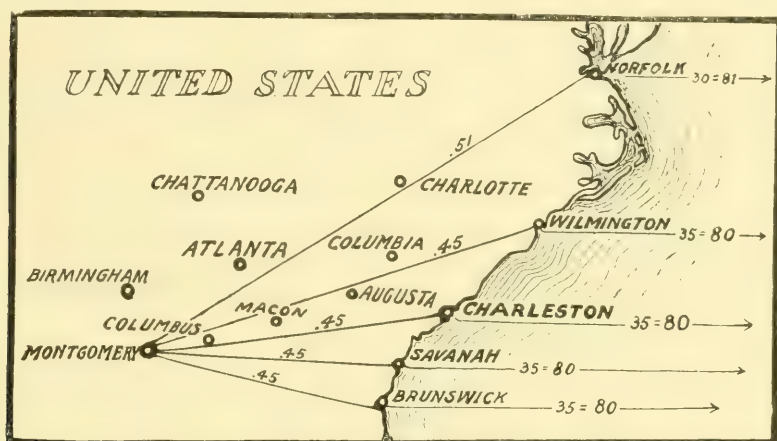 UNITED STATES
NORFOLK 30=81
.51
CHATTANOOGA
CHARLOTTE
WILMINGTON
35=80
.45
COLUMBIA
ATLANTA
BIRMINGHAM
AUGUSTA
MACON
CHARLESTON
35=80
.45
COLUMBUS
MONTGOMERY
SAVANAH
35=80
.45
.45
BRUNSWICK 35=80